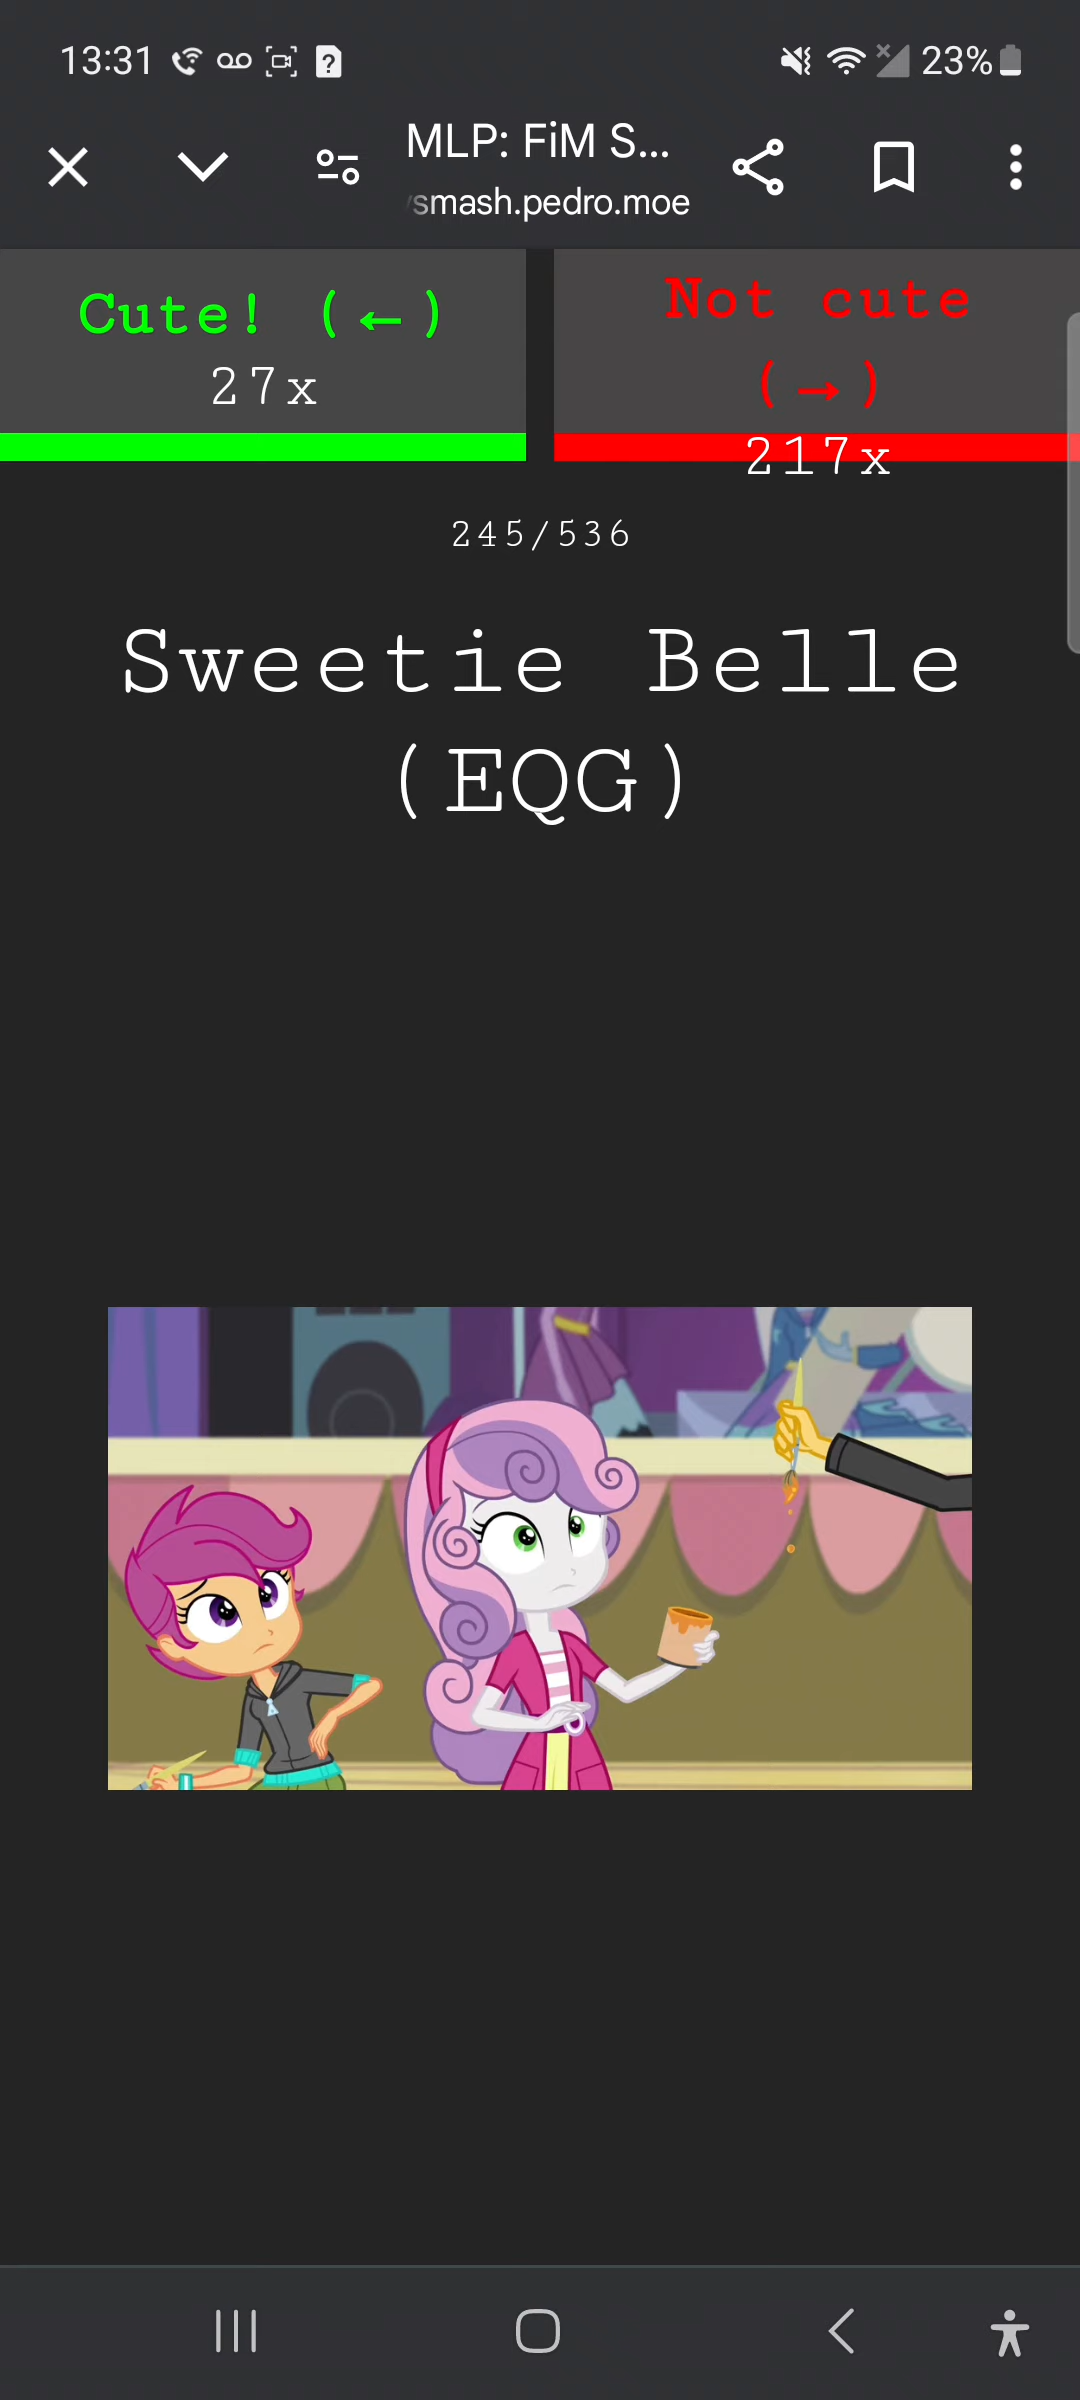 13:31
23%
MLP: FiM S...
smash.pedro.moe
Cute! (←)
27x
Not cute
(→)
217x
245/536
Sweetie Belle
(EQG)